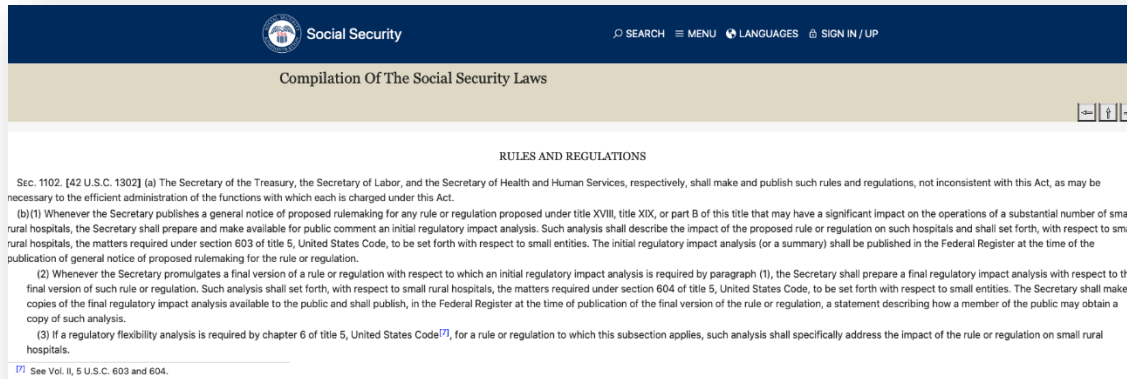 Social Security
SEARCH MENU LANGUAGES SIGN IN / UP
Compilation Of The Social Security Laws
RULES AND REGULATIONS
SEC. 1102. [42 U.S.C. 1302] (a) The Secretary of the Treasury, the Secretary of Labor, and the Secretary of Health and Human Services, respectively, shall make and publish such rules and regulations, not inconsistent with this Act, as may be
necessary to the efficient administration of the functions with which each is charged under this Act.
(b)(1) Whenever the Secretary publishes a general notice of proposed rulemaking for any rule or regulation proposed under title XVIII, title XIX, or part B of this title that may have a significant impact on the operations of a substantial number of
rural hospitals, the Secretary shall prepare and make available for public comment an initial regulatory impact analysis. Such analysis shall describe the impact of the proposed rule or regulation on such hospitals and shall set forth, with respect to
rural hospitals, the matters required under section 603 of title 5, United States Code, to be set forth with respect to small entities. The initial regulatory impact analysis (or a summary) shall be published in the Federal Register at the time of the
publication of general notice of proposed rulemaking for the rule or regulation.
(2) Whenever the Secretary promulgates a final version of a rule or regulation with respect to which an initial regulatory impact analysis is required by paragraph (1), the Secretary shall prepare a final regulatory impact analysis with respect to
final version of such rule or regulation. Such analysis shall set forth, with respect to small rural hospitals, the matters required under section 604 of title 5, United States Code, to be set forth with respect to small entities. The Secretary shall make
copies of the final regulatory impact analysis available to the public and shall publish, in the Federal Register at the time of publication of the final version of the rule or regulation, a statement describing how a member of the public may obtain a
copy of such analysis.
(3) If a regulatory flexibility analysis is required by chapter 6 of title 5, United States Code[7], for a rule or regulation to which this subsection applies, such analysis shall specifically address the impact of the rule or regulation on small rural
hospitals.
[7] See Vol. II, 5 U.S.C. 603 and 604.